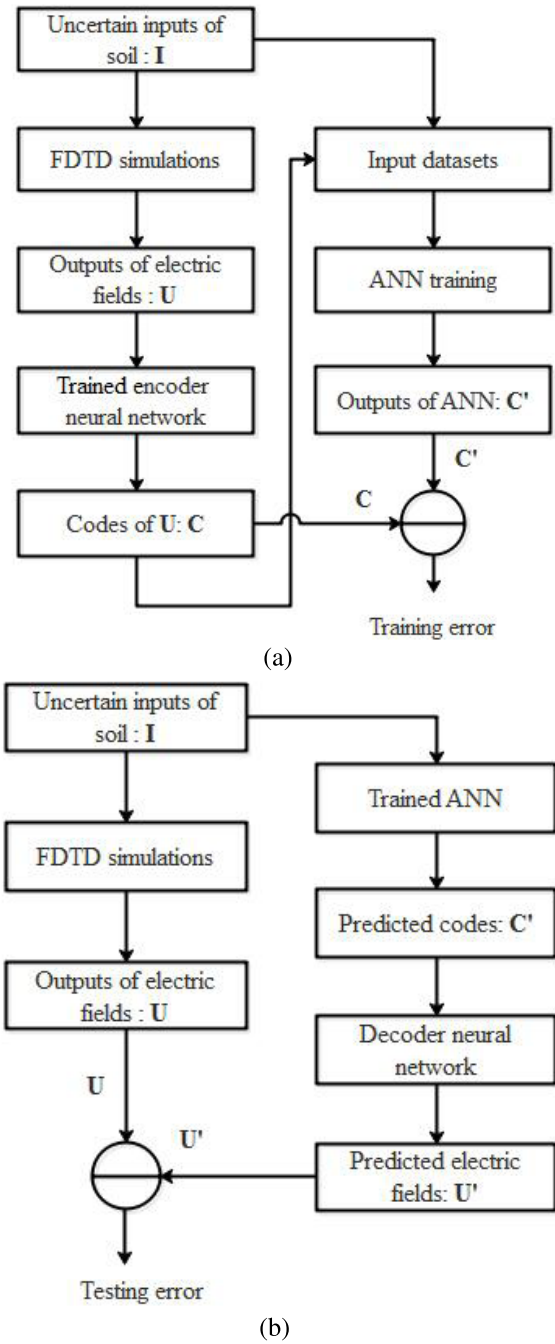 Uncertain inputs of
soil : I
FDTD simulations
Input datasets
Outputs of electric
fields : U
ANN training
Trained encoder
neural network
Outputs of ANN: C'
C'
C
Codes of U: C
Training error
(a)
Uncertain inputs of
soil : I
Trained ANN
FDTD simulations
Predicted codes: C'
Outputs of electric
fields : U
Decoder neural
network
U
U'
Predicted electric
fields: U'
Testing error
(b)